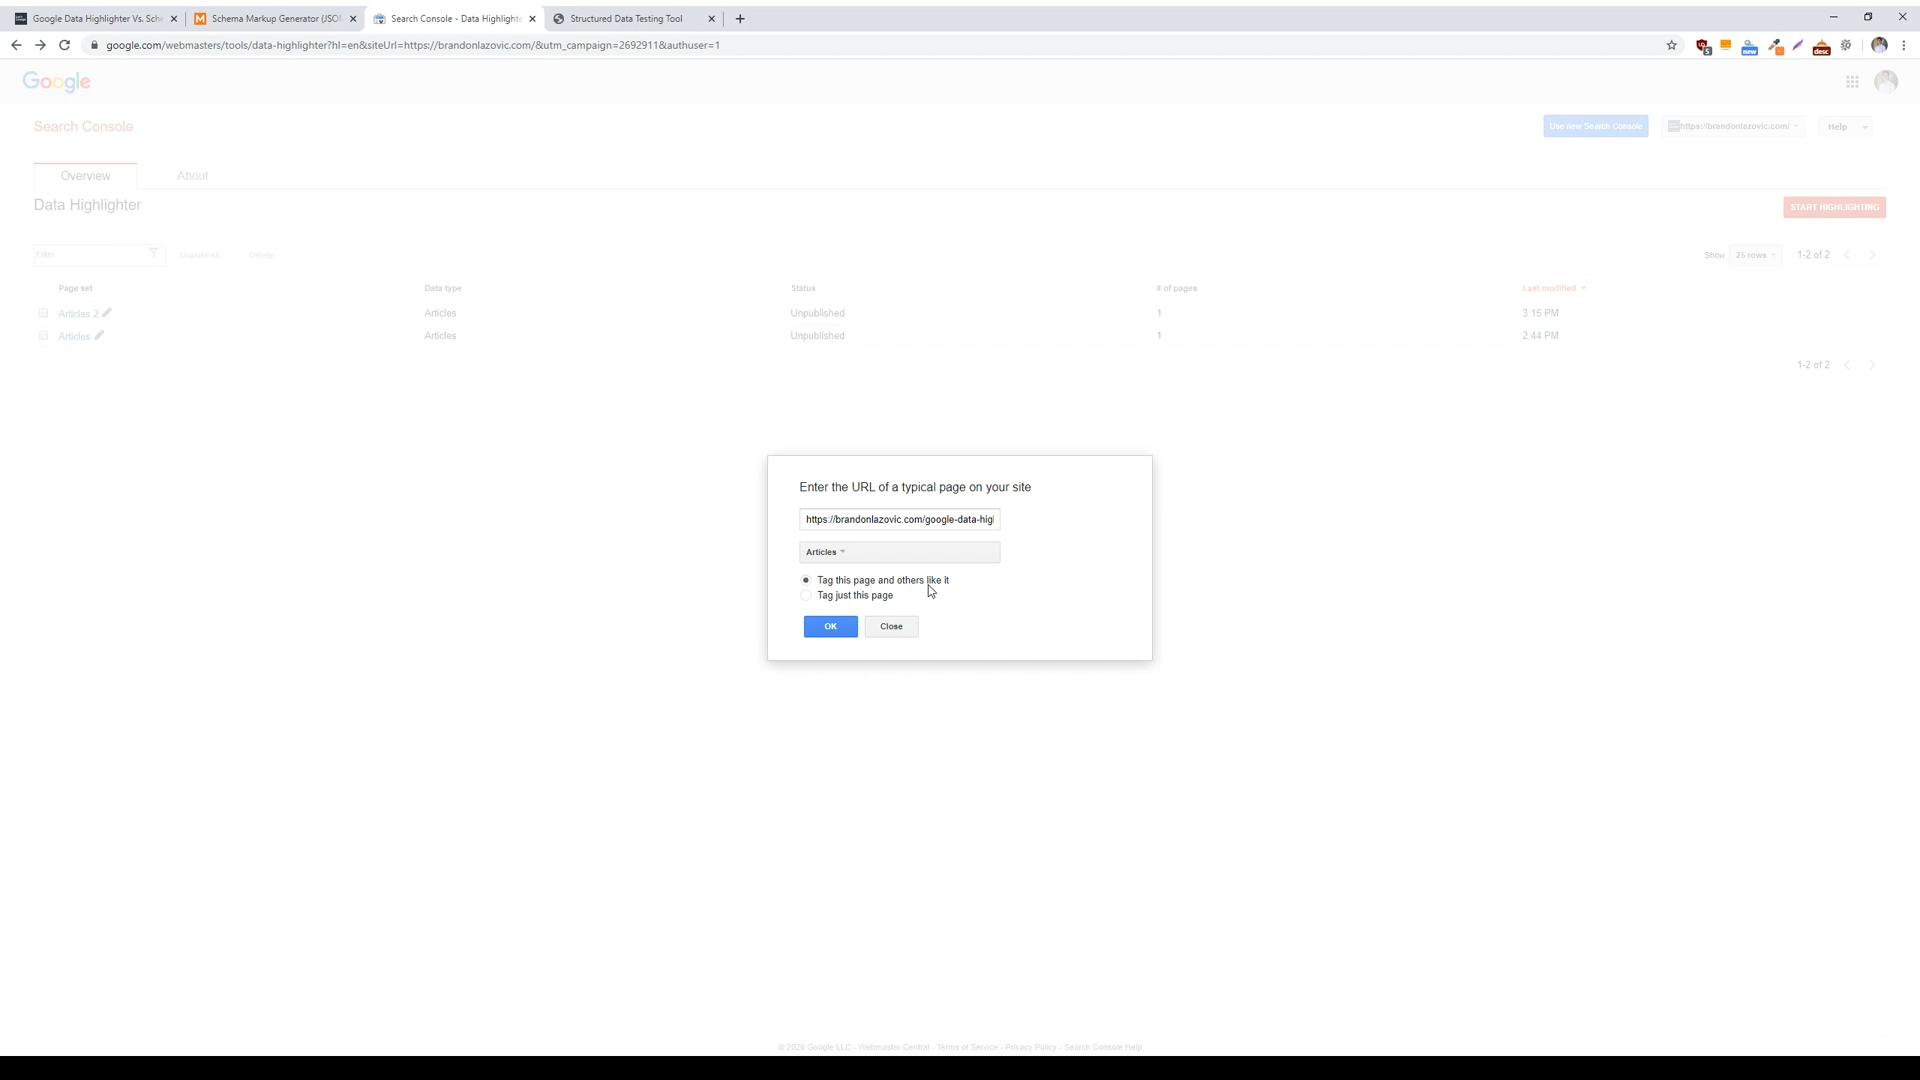 Google Data Highlighter Vs. Sche
Schema Markup Generator (JSON
Search Console - Data Highlighte
Structured Data Testing Tool
google.com/webmasters/tools/data-highlighter?hl=en&siteUrl=https://brandonlazovic.com/&utm_campaign=2692911&authuser=1
5
new
desc
Google
Search Console
Use new Search Console
https://brandonlazovic.com/
Help
Overview
About
Data Highlighter
START HIGHLIGHTING
Filter
Unpublish
Delete
Show
25 rows
1-2 of 2
Page set
Data type
Status
# of pages
Last modified
Articles 2
Articles
Unpublished
1
3:15 PM
Articles
Articles
Unpublished
1
2:44 PM
1-2 of 2
Enter the URL of a typical page on your site
https://brandonlazovic.com/google-data-hig
Articles
Tag this page and others like it
Tag just this page
OK
Close
© 2020 Google LLC - Webmaster Central - Terms of Service - Privacy Policy - Search Console Help